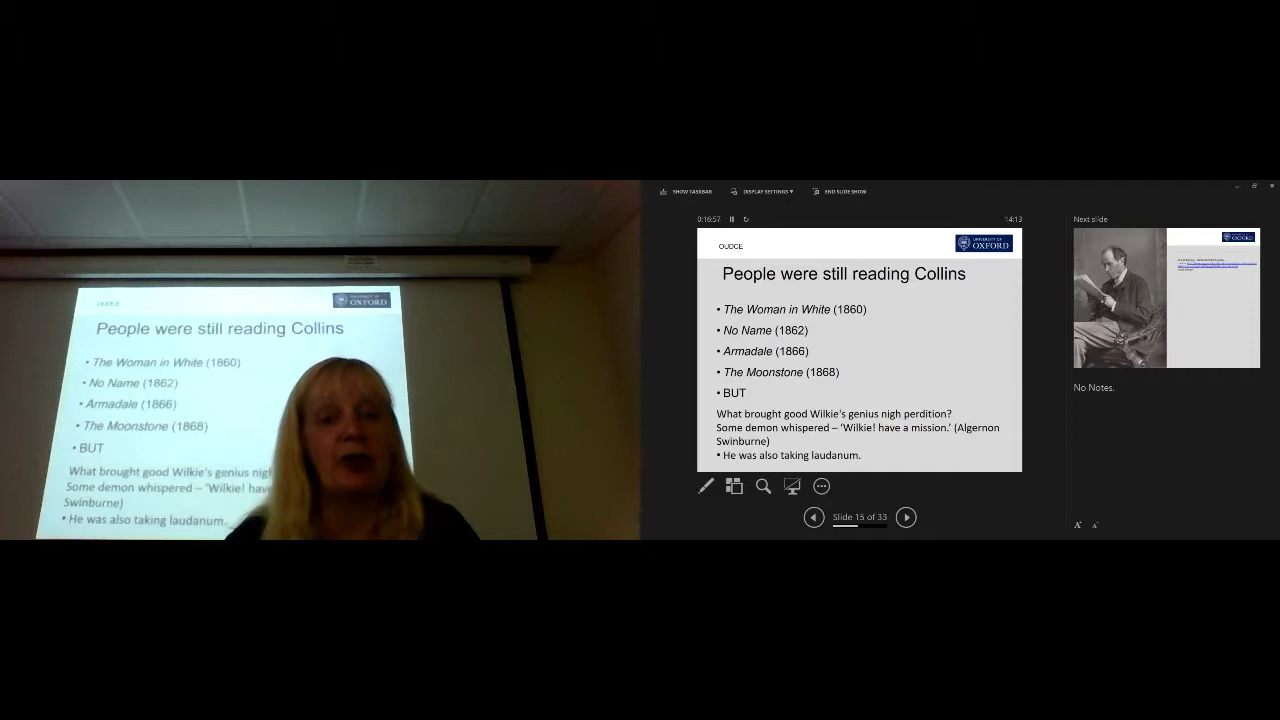 OUDCE
UNIVERSITY OF
OXFORD
People were still reading Collins
• The Woman in White (1860)
• No Name (1862)
• Armadale (1866)
• The Moonstone (1868)
• BUT
What brought good Wilkie's genius nig
Some demon whispered – 'Wilkie! hav
Swinburne)
• He was also taking laudanum.
SHOW TASKBAR
DISPLAY SETTINGS ▼
END SLIDE SHOW
0:16:57
14:13
OUDCE
UNIVERSITY OF
OXFORD
People were still reading Collins
• The Woman in White (1860)
• No Name (1862)
• Armadale (1866)
• The Moonstone (1868)
• BUT
What brought good Wilkie's genius nigh perdition?
Some demon whispered – 'Wilkie! have a mission.' (Algernon
Swinburne)
• He was also taking laudanum.
Slide 15 of 33
Next slide
OXFORD
No Notes.